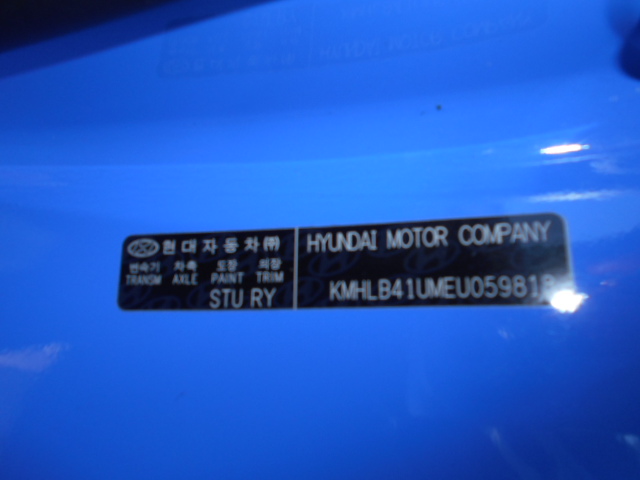 현대자동차㈜
변속기 차축 도장 의장
TRANSM AXLE PAINT TRIM
STU RY
HYUNDAI MOTOR COMPANY